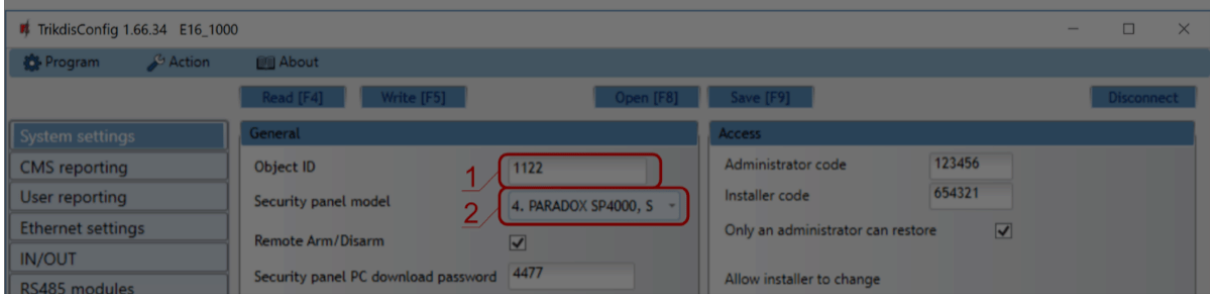 TrikdisConfig 1.66.34 E16_1000
Program Action About
Read [F4] Write [F5] Open [F8] Save [F9] Disconnect
System settings
CMS reporting
User reporting
Ethernet settings
IN/OUT
RS485 modules
General
Object ID 1 1122
Security panel model 2 4. PARADOX SP4000, S
Remote Arm/Disarm
Security panel PC download password 4477
Access
Administrator code 123456
Installer code 654321
Only an administrator can restore
Allow installer to change